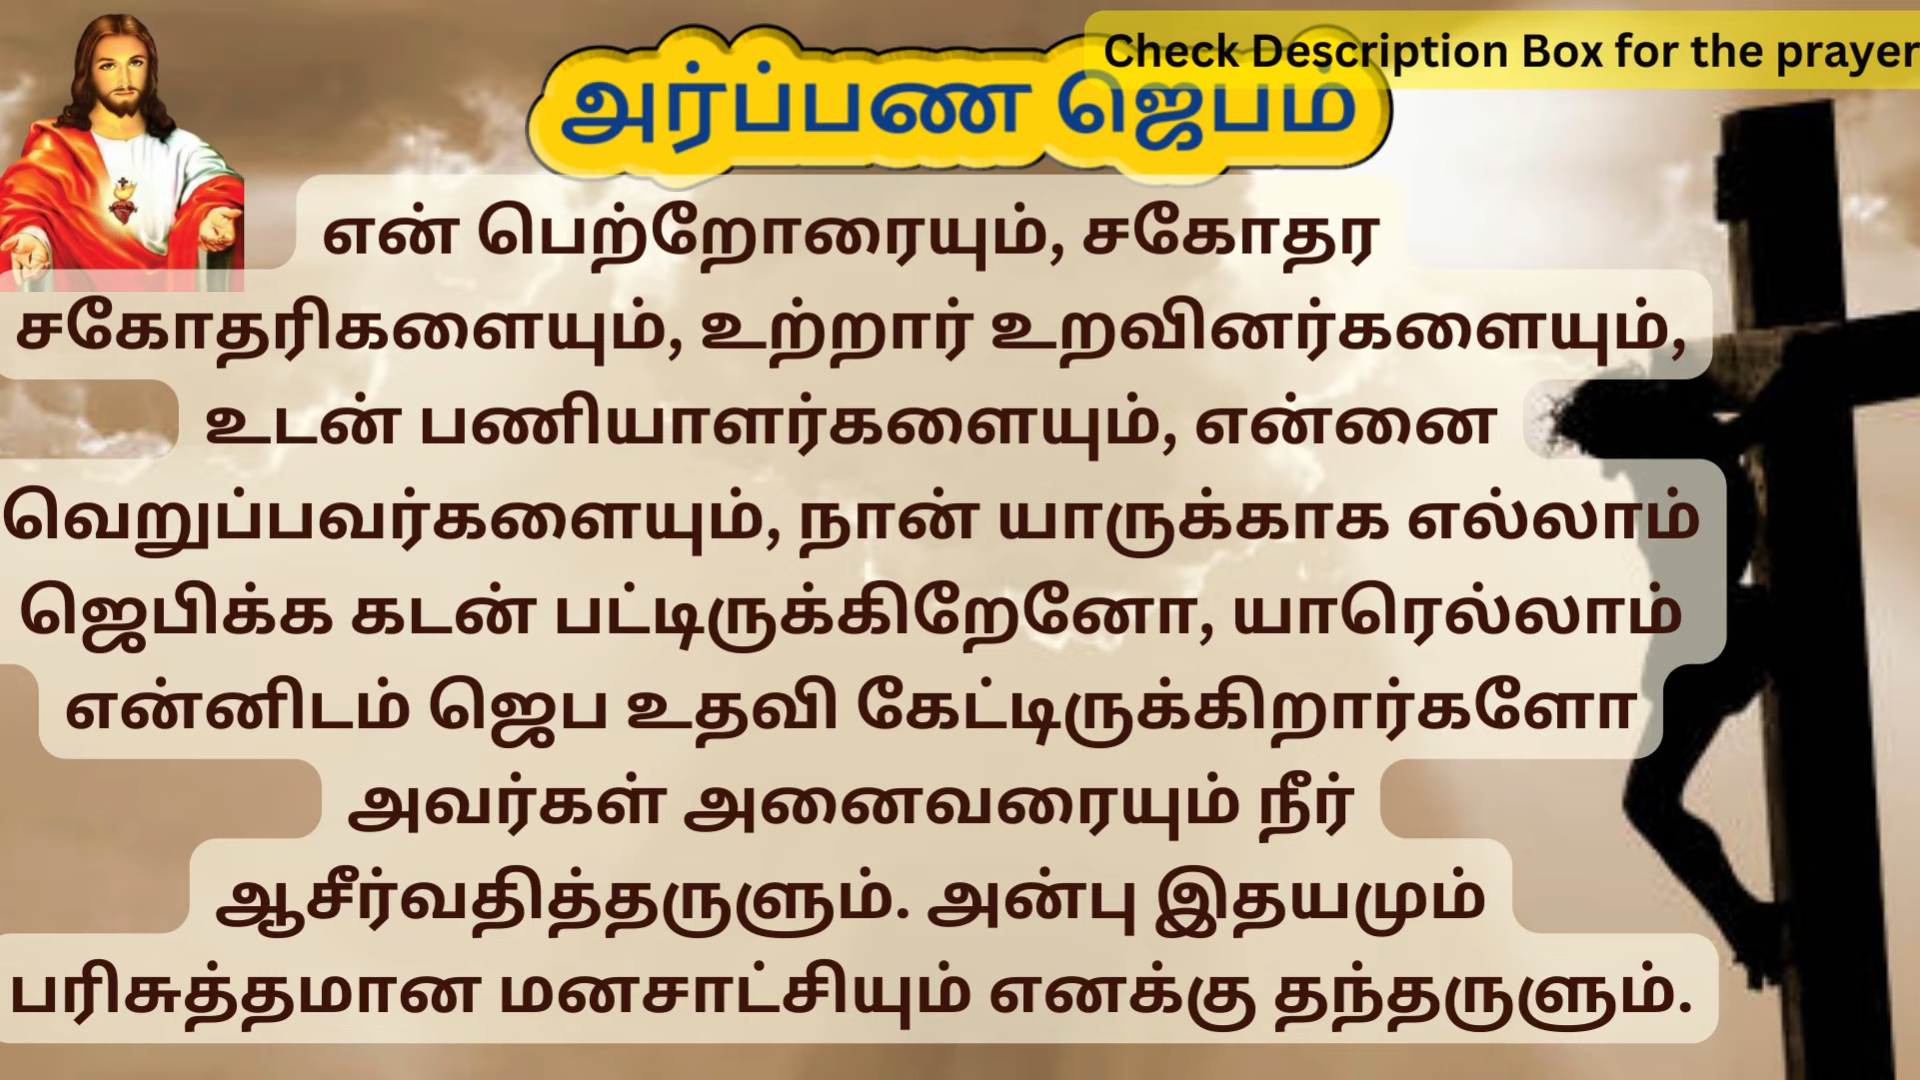 Check Description Box for the prayer
அர்ப்பண ஜெபம்
என் பெற்றோரையும், சகோதர
சகோதரிகளையும், உற்றார் உறவினர்களையும்,
உடன் பணியாளர்களையும், என்னை
வெறுப்பவர்களையும், நான் யாருக்காக எல்லாம்
ஜெபிக்க கடன் பட்டிருக்கிறேனோ, யாரெல்லாம்
என்னிடம் ஜெப உதவி கேட்டிருக்கிறார்களோ
அவர்கள் அனைவரையும் நீர்
ஆசீர்வதித்தருளும். அன்பு இதயமும்
பரிசுத்தமான மனசாட்சியும் எனக்கு தந்தருளும்.